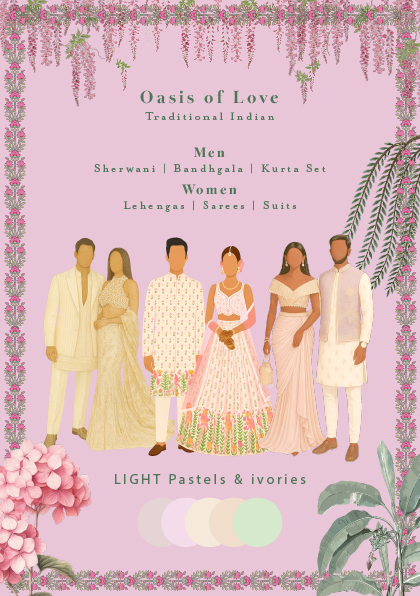 Oasis of Love
Traditional Indian
Men
Sherwani | Bandhgala | Kurta Set
Women
Lehengas | Sarees | Suits
LIGHT Pastels & ivories